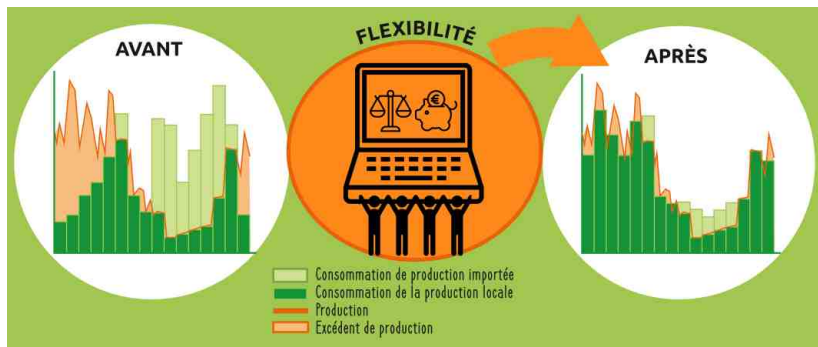 FLEXIBILITÉ
AVANT
APRÈS
€
Consommation de production importée
Consommation de la production locale
Production
Excédent de production